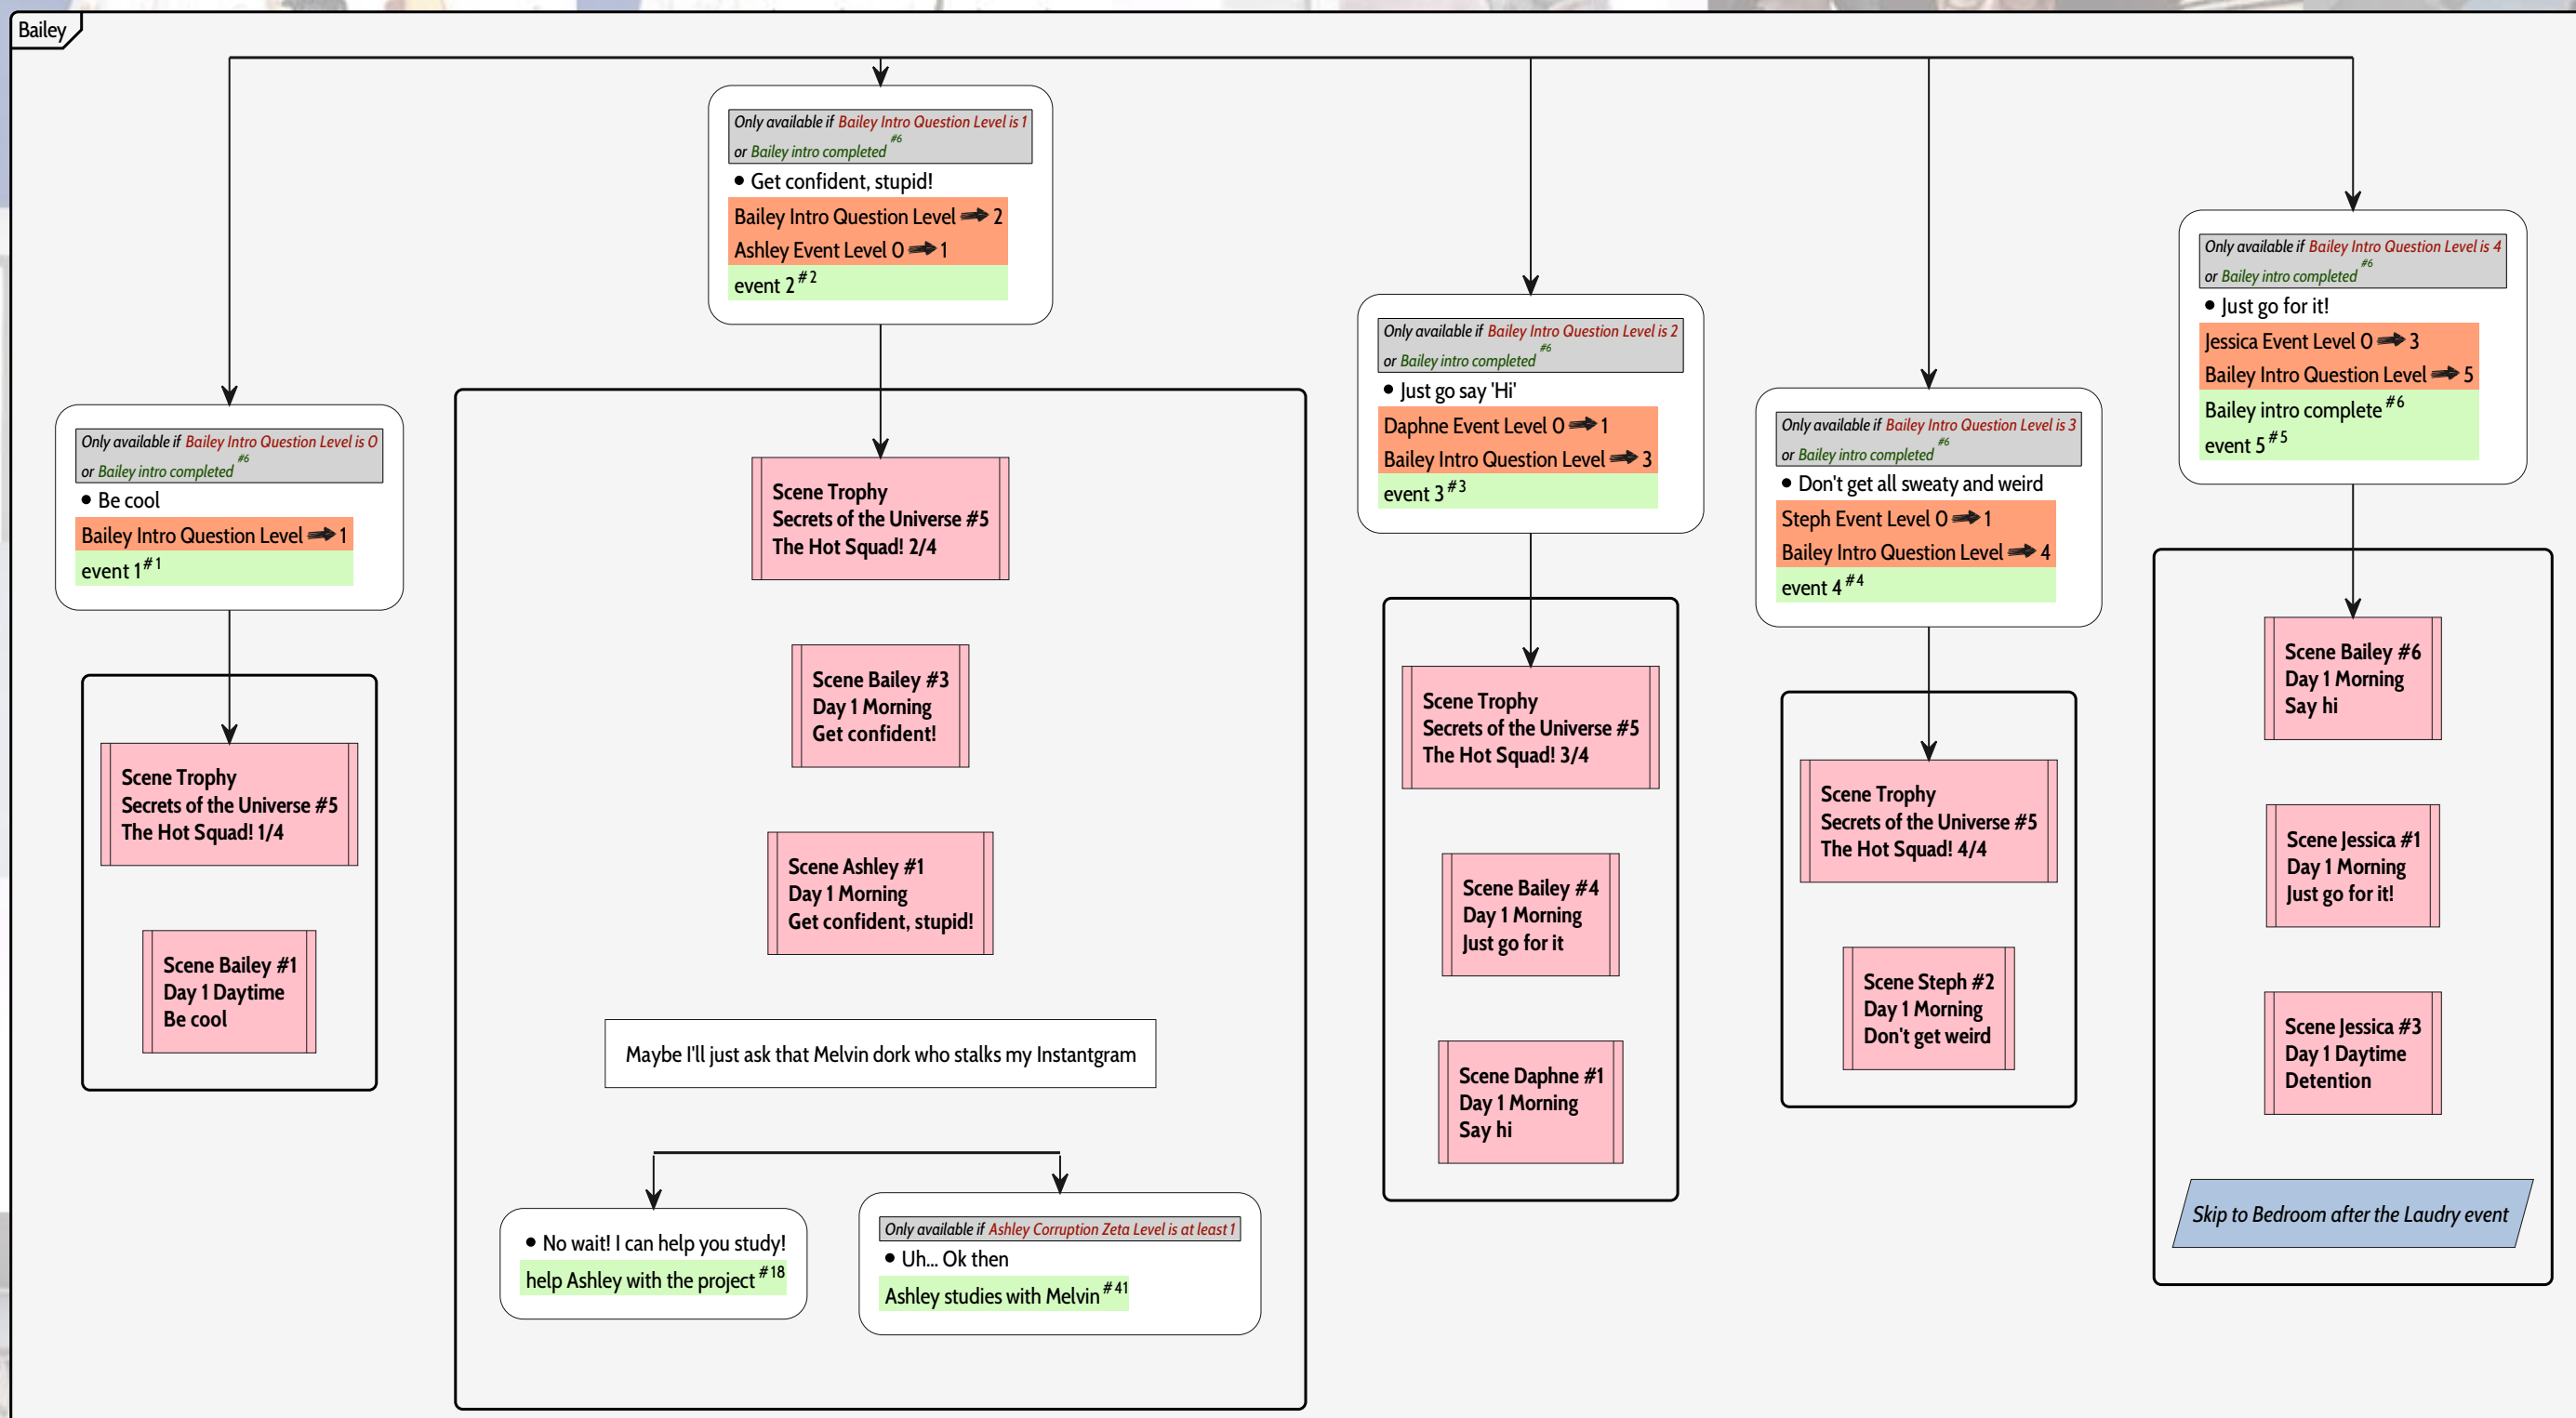 Bailey
Only available if Bailey Intro Question Level is 0
or Bailey intro completed #6
• Be cool
Bailey Intro Question Level ➡ 1
event 1 #1
Scene Trophy
Secrets of the Universe #5
The Hot Squad! 1/4
Scene Bailey #1
Day 1 Daytime
Be cool
Only available if Bailey Intro Question Level is 1
or Bailey intro completed #6
• Get confident, stupid!
Bailey Intro Question Level ➡ 2
Ashley Event Level 0 ➡ 1
event 2 #2
Scene Trophy
Secrets of the Universe #5
The Hot Squad! 2/4
Scene Bailey #3
Day 1 Morning
Get confident!
Scene Ashley #1
Day 1 Morning
Get confident, stupid!
Maybe I'll just ask that Melvin dork who stalks my Instantgram
• No wait! I can help you study!
help Ashley with the project #18
Only available if Ashley Corruption Zeta Level is at least 1
• Uh... Ok then
Ashley studies with Melvin #41
Only available if Bailey Intro Question Level is 2
or Bailey intro completed #6
• Just go say 'Hi'
Daphne Event Level 0 ➡ 1
Bailey Intro Question Level ➡ 3
event 3 #3
Scene Trophy
Secrets of the Universe #5
The Hot Squad! 3/4
Scene Bailey #4
Day 1 Morning
Just go for it
Scene Daphne #1
Day 1 Morning
Say hi
Only available if Bailey Intro Question Level is 3
or Bailey intro completed #6
• Don't get all sweaty and weird
Steph Event Level 0 ➡ 1
Bailey Intro Question Level ➡ 4
event 4 #4
Scene Trophy
Secrets of the Universe #5
The Hot Squad! 4/4
Scene Steph #2
Day 1 Morning
Don't get weird
Only available if Bailey Intro Question Level is 4
or Bailey intro completed #6
• Just go for it!
Jessica Event Level 0 ➡ 3
Bailey Intro Question Level ➡ 5
Bailey intro complete #6
event 5 #5
Scene Bailey #6
Day 1 Morning
Say hi
Scene Jessica #1
Day 1 Morning
Just go for it!
Scene Jessica #3
Day 1 Daytime
Detention
Skip to Bedroom after the Laudry event